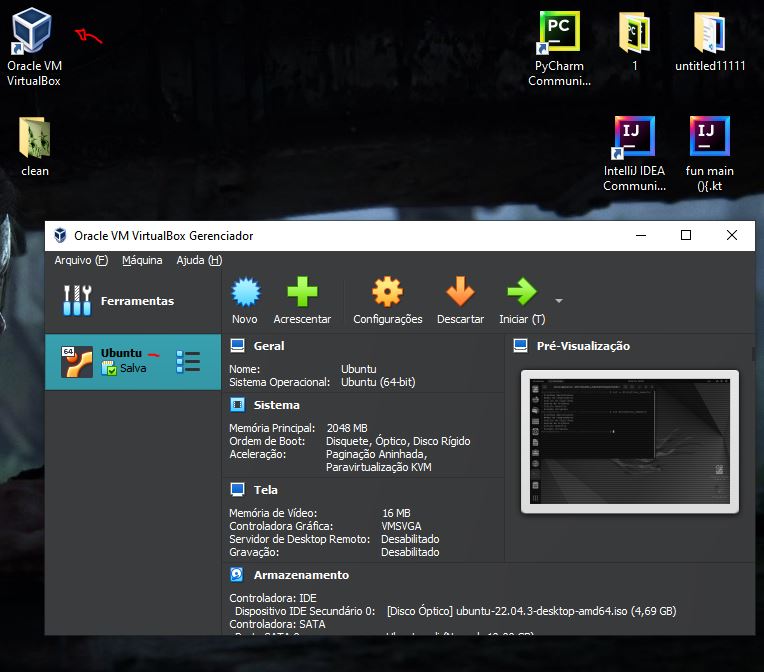 Oracle VM
VirtualBox
PC
PyCharm
Communi...
1
untitled11111
clean
IJ
IntelliJ IDEA
Communi...
IJ
fun main
(){.kt
Oracle VM VirtualBox Gerenciador
Arquivo (F) Máquina Ajuda (H)
Ferramentas
Novo Acrescentar Configurações Descartar Iniciar (T)
64
Ubuntu
Salva
Geral
Nome: Ubuntu
Sistema Operacional: Ubuntu (64-bit)
Sistema
Memória Principal: 2048 MB
Ordem de Boot: Disquete, Óptico, Disco Rígido
Aceleração: Paginação Aninhada,
Paravirtualização KVM
Tela
Memória de Vídeo: 16 MB
Controladora Gráfica: VMSVGA
Servidor de Desktop Remoto: Desabilitado
Gravação: Desabilitado
Armazenamento
Controladora: IDE
Dispositivo IDE Secundário 0: [Disco Óptico] ubuntu-22.04.3-desktop-amd64.iso (4,69 GB)
Controladora: SATA
Pré-Visualização